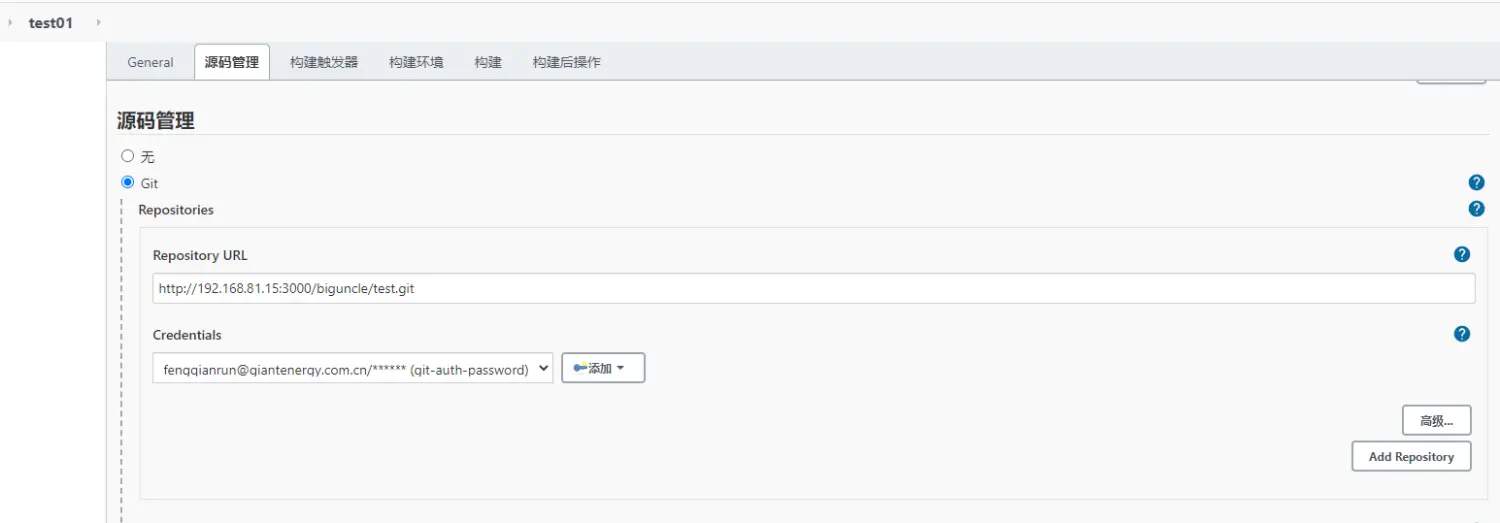 test01
General 源码管理 构建触发器 构建环境 构建 构建后操作
源码管理
无
Git
Repositories
Repository URL
http://192.168.81.15:3000/biguncle/test.git
Credentials
fengqianrun@giantenergy.com.cn/****** (git-auth-password) 添加
高级...
Add Repository